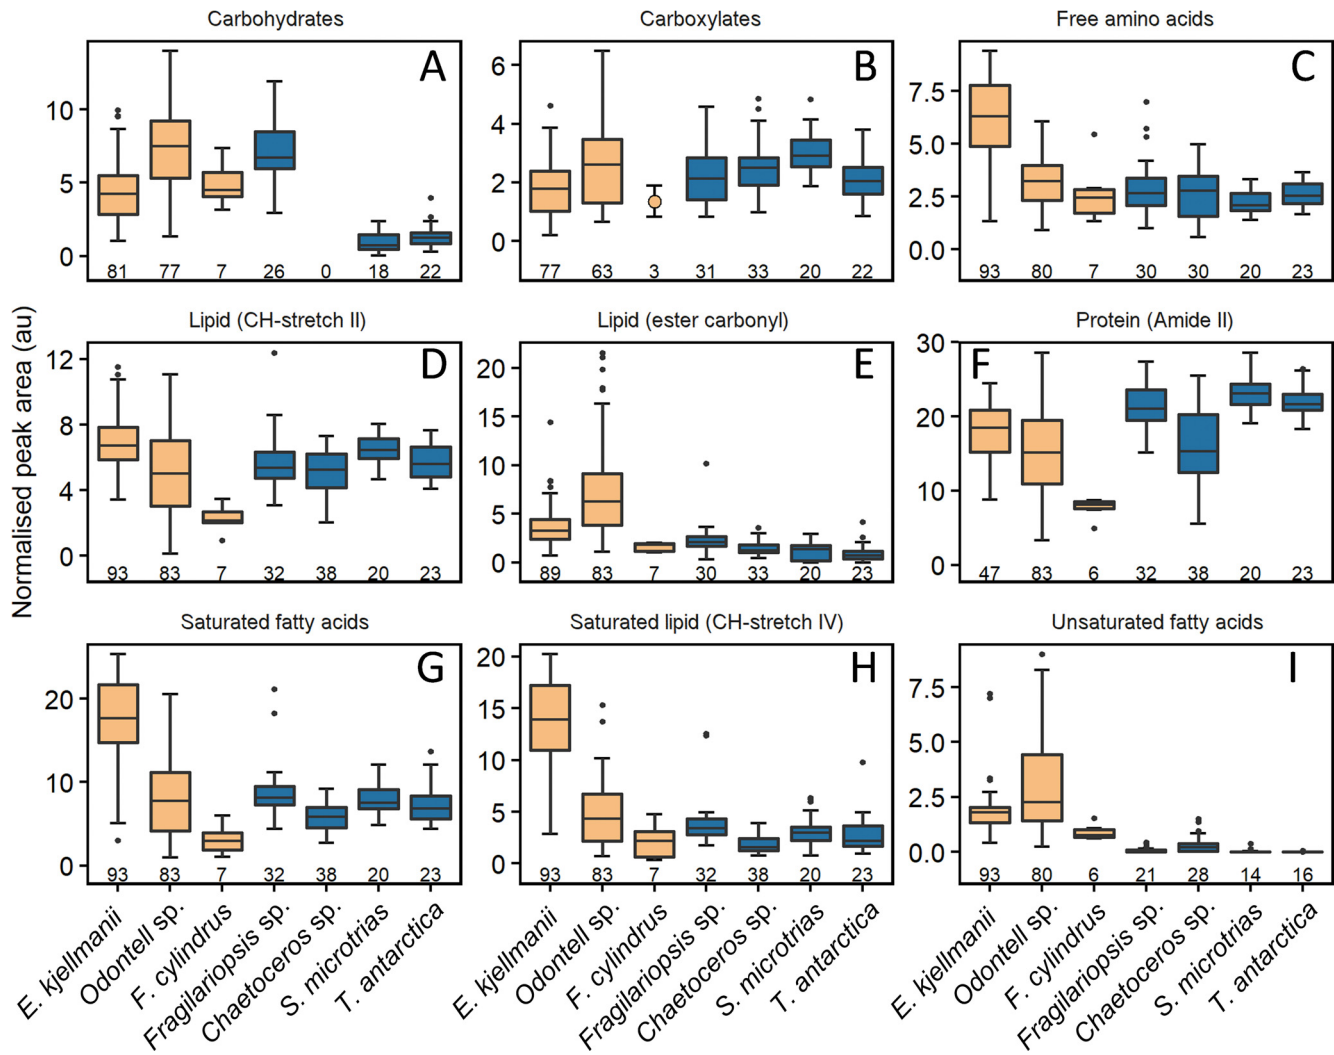 Carbohydrates Carboxylates Free amino acids
A B C
10 5 0
6 4 2 0
7.5 5.0 2.5 0.0
81 77 7 26 0 18 22
77 63 3 31 33 20 22
93 80 7 30 30 20 23
Normalised peak area (au)
Lipid (CH-stretch II) Lipid (ester carbonyl) Protein (Amide II)
D E F
12 8 4 0
20 15 10 5 0
30 20 10 0
93 83 7 32 38 20 23
89 83 7 30 33 20 23
47 83 6 32 38 20 23
Saturated fatty acids Saturated lipid (CH-stretch IV) Unsaturated fatty acids
G H I
20 10 0
20 15 10 5 0
7.5 5.0 2.5 0.0
93 83 7 32 38 20 23
93 83 7 32 38 20 23
93 80 6 21 28 14 16
E. kjellmanii
Odontell sp.
F. cylindrus
Fragilariopsis sp.
Chaetoceros sp.
S. microtrias
T. antarctica
E. kjellmanii
Odontell sp.
F. cylindrus
Fragilariopsis sp.
Chaetoceros sp.
S. microtrias
T. antarctica
E. kjellmanii
Odontell sp.
F. cylindrus
Fragilariopsis sp.
Chaetoceros sp.
S. microtrias
T. antarctica